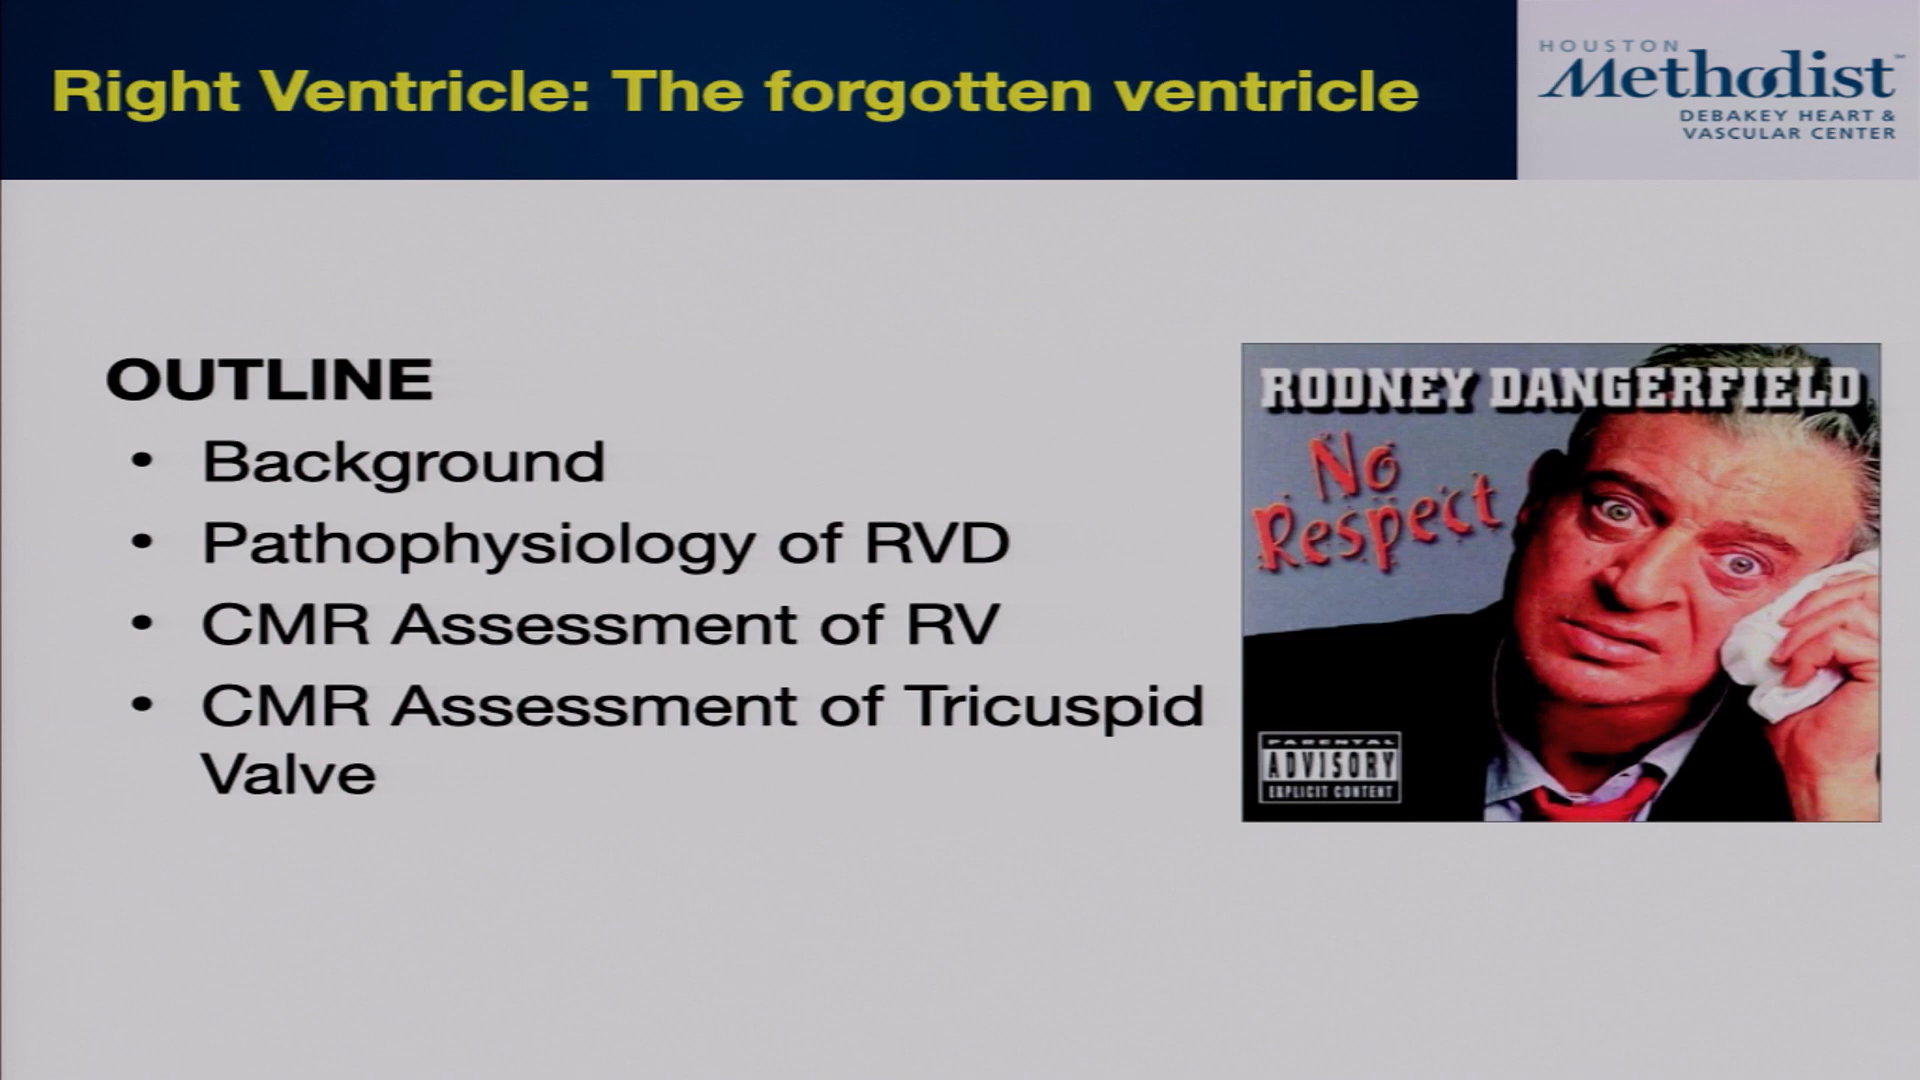 Right Ventricle: The forgotten ventricle
HOUSTON
Methodist
DEBAKEY HEART &
VASCULAR CENTER
OUTLINE
• Background
• Pathophysiology of RVD
• CMR Assessment of RV
• CMR Assessment of Tricuspid
Valve
RODNEY DANGERFIELD
No
Respect
PARENTAL
ADVISORY
EXPLICIT CONTENT